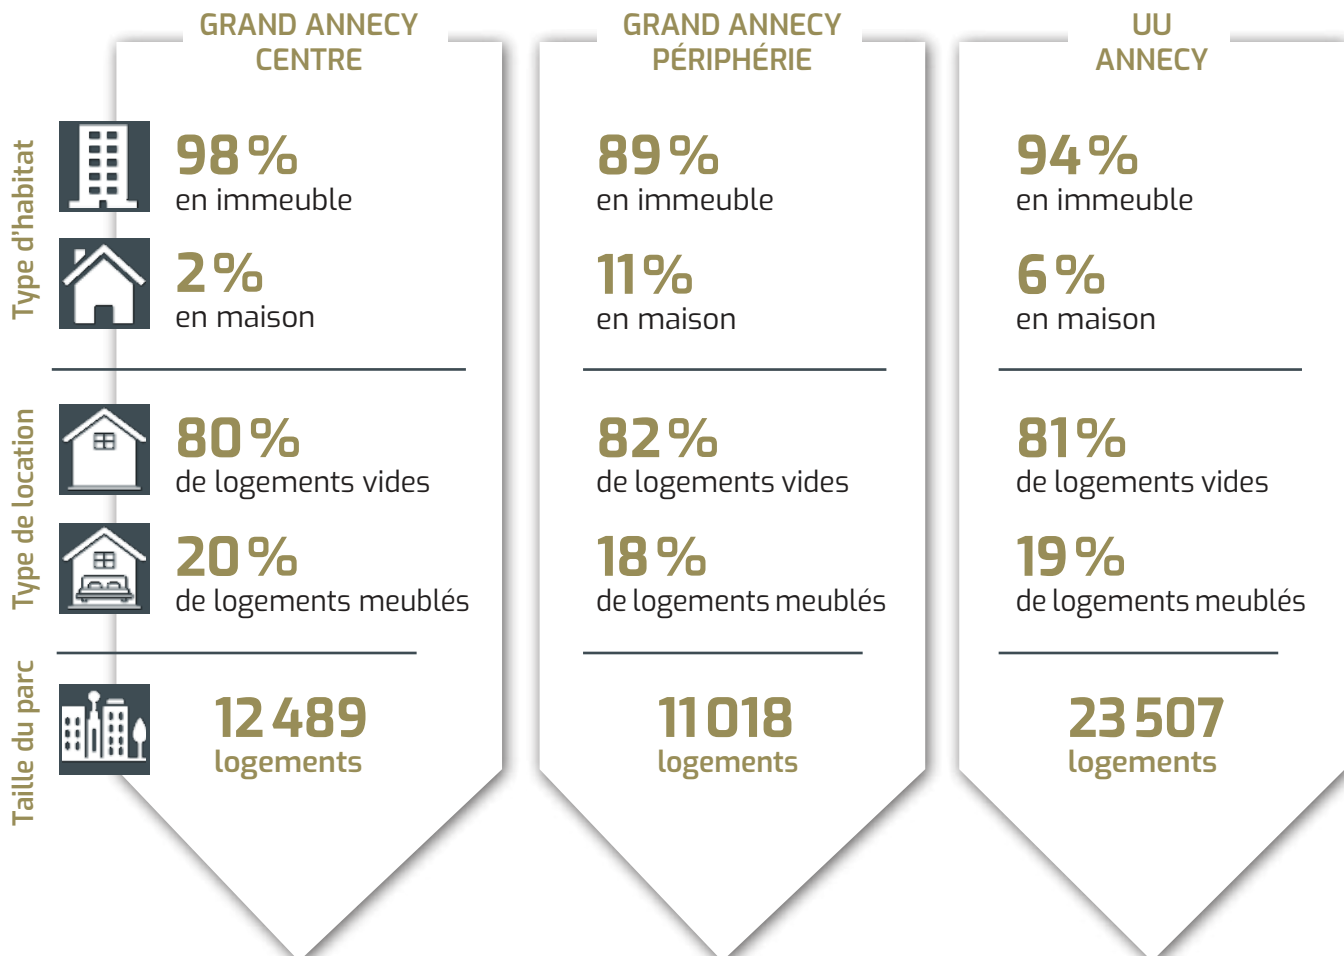 GRAND ANNECY
CENTRE
GRAND ANNECY
PÉRIPHÉRIE
UU
ANNECY
Type d'habitat
98 %
en immeuble
89 %
en immeuble
94 %
en immeuble
2 %
en maison
11 %
en maison
6 %
en maison
Type de location
80 %
de logements vides
82 %
de logements vides
81 %
de logements vides
20 %
de logements meublés
18 %
de logements meublés
19 %
de logements meublés
Taille du parc
12 489
logements
11 018
logements
23 507
logements